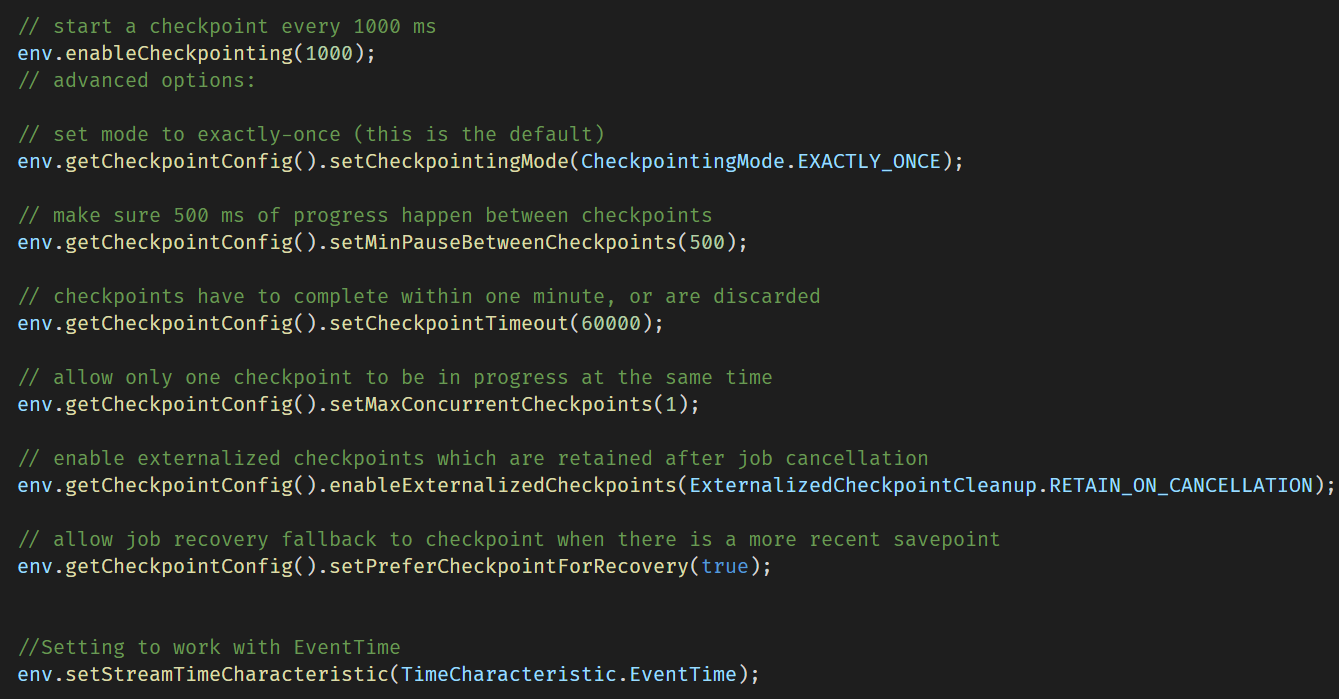 // start a checkpoint every 1000 ms
env.enableCheckpointing(1000);
// advanced options:
// set mode to exactly-once (this is the default)
env.getCheckpointConfig().setCheckpointingMode(CheckpointingMode.EXACTLY_ONCE);
// make sure 500 ms of progress happen between checkpoints
env.getCheckpointConfig().setMinPauseBetweenCheckpoints(500);
// checkpoints have to complete within one minute, or are discarded
env.getCheckpointConfig().setCheckpointTimeout(60000);
// allow only one checkpoint to be in progress at the same time
env.getCheckpointConfig().setMaxConcurrentCheckpoints(1);
// enable externalized checkpoints which are retained after job cancellation
env.getCheckpointConfig().enableExternalizedCheckpoints(ExternalizedCheckpointCleanup.RETAIN_ON_CANCELLATION);
// allow job recovery fallback to checkpoint when there is a more recent savepoint
env.getCheckpointConfig().setPreferCheckpointForRecovery(true);
//Setting to work with EventTime
env.setStreamTimeCharacteristic(TimeCharacteristic.EventTime);